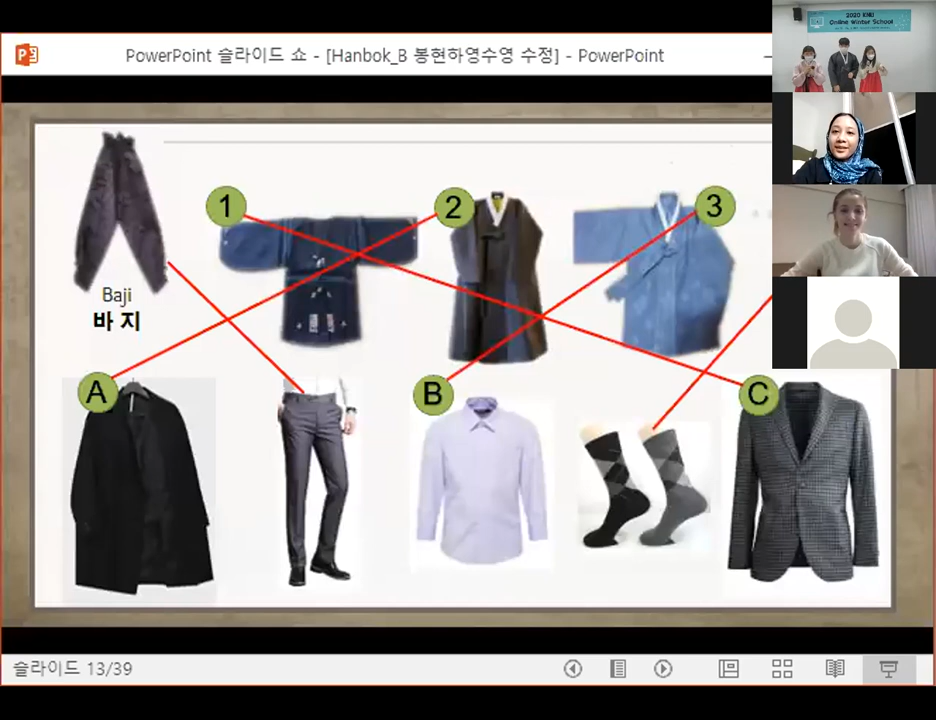 PowerPoint 슬라이드 쇼 - [Hanbok_B 봉현하영수영 수정] - PowerPoint
2020 KMU
Online Winter School
1
2
3
Baji
바 지
A
B
C
슬라이드 13/39